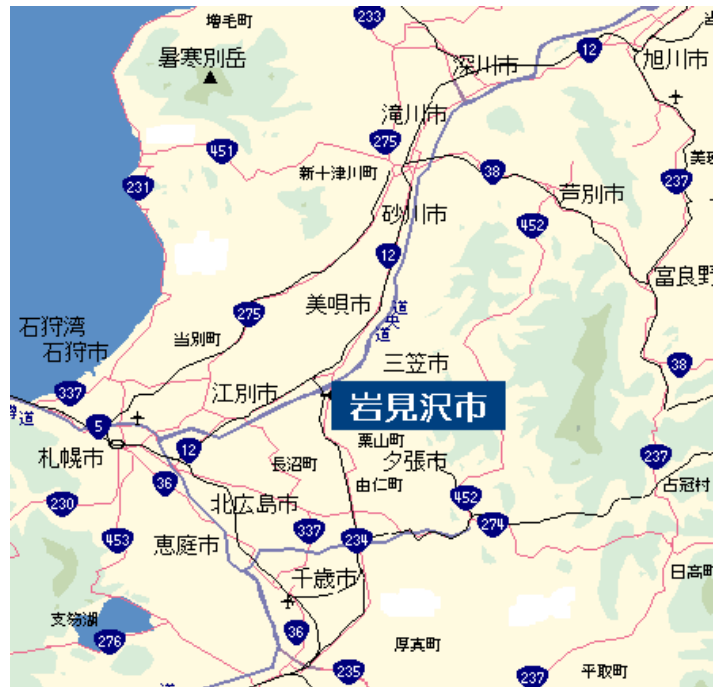 増毛町
233
暑寒別岳
深川市
12
旭川市
滝川市
275
451
新十津川町
38
231
芦別市
237
砂川市
452
12
富良野
美唄市
道央道
275
石狩湾
石狩市
当別町
三笠市
38
337
江別市
岩見沢市
5
道
栗山町
12
札幌市
長沼町
夕張市
237
36
由仁町
占冠村
230
北広島市
452
274
453
恵庭市
337
234
千歳市
日高町
支笏湖
276
36
厚真町
235
平取町
237
道